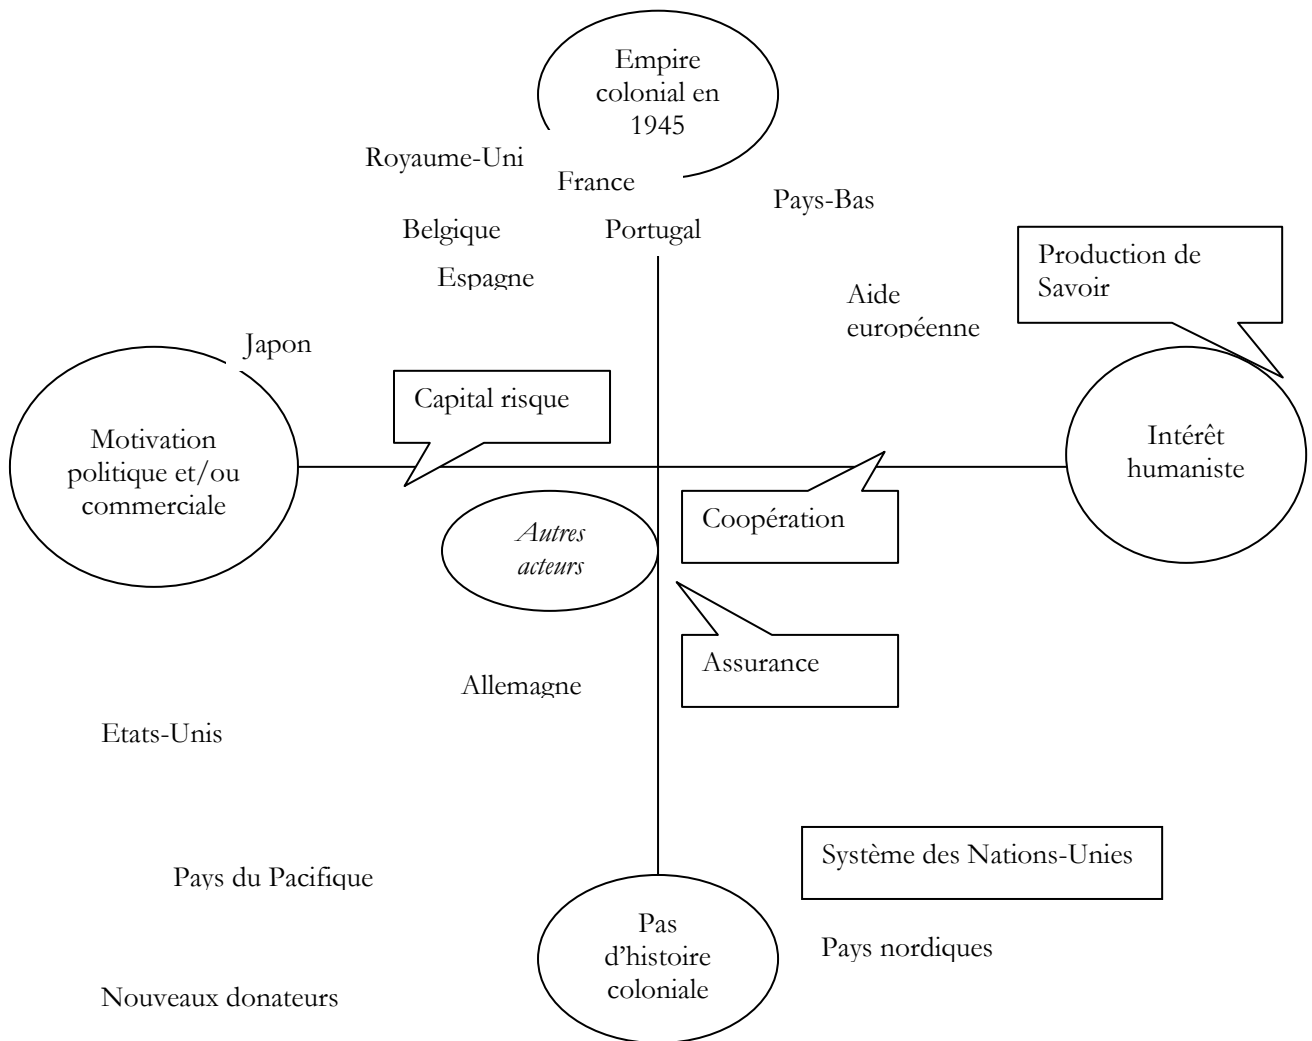 Empire
colonial en
1945
Royaume-Uni
France
Pays-Bas
Belgique
Portugal
Espagne
Production de
Savoir
Aide
européenne
Japon
Capital risque
Motivation
politique et/ou
commerciale
Intérêt
humaniste
Autres
acteurs
Coopération
Assurance
Allemagne
Etats-Unis
Système des Nations-Unies
Pays du Pacifique
Pas
d'histoire
coloniale
Pays nordiques
Nouveaux donateurs